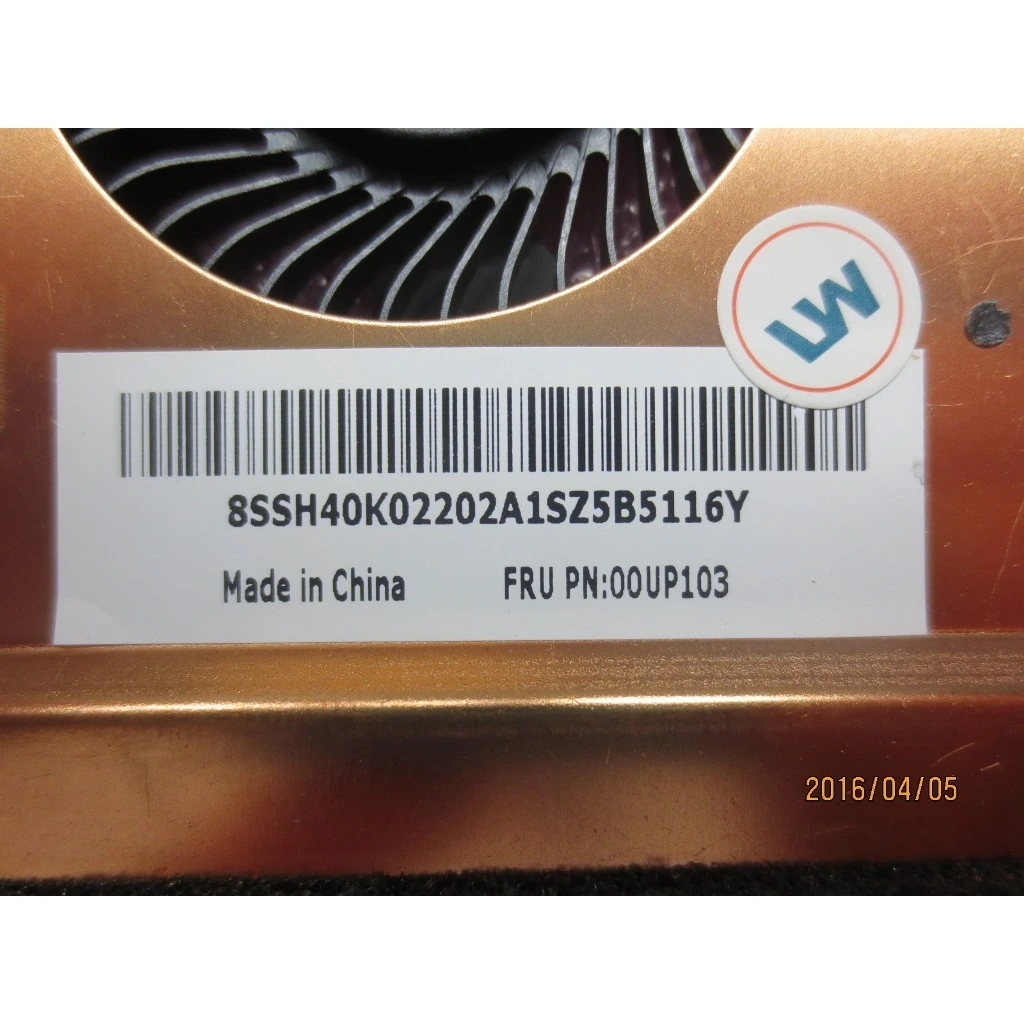 LW
8SSH40K02202A1SZ5B5116Y
Made in China FRU PN:00UP103
2016/04/05